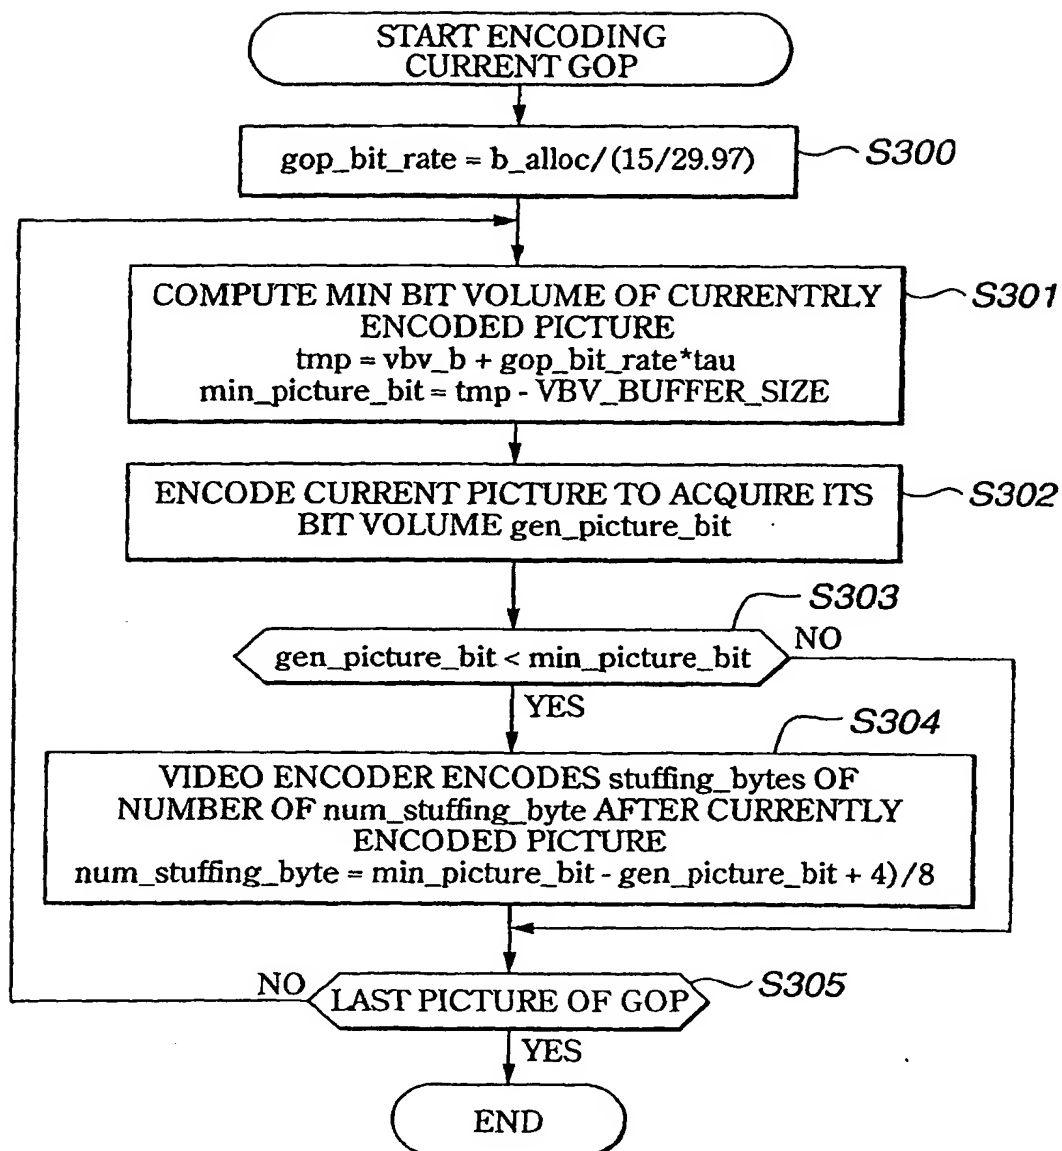 START ENCODING
CURRENT GOP
gop_bit_rate = b_alloc/(15/29.97)
S300
COMPUTE MIN BIT VOLUME OF CURRENTRLY
ENCODED PICTURE
tmp = vbv_b + gop_bit_rate*tau
min_picture_bit = tmp - VBV_BUFFER_SIZE
S301
ENCODE CURRENT PICTURE TO ACQUIRE ITS
BIT VOLUME gen_picture_bit
S302
S303
gen_picture_bit < min_picture_bit
NO
YES
S304
VIDEO ENCODER ENCODES stuffing_bytes OF
NUMBER OF num_stuffing_byte AFTER CURRENTLY
ENCODED PICTURE
num_stuffing_byte = min_picture_bit - gen_picture_bit + 4)/8
NO
LAST PICTURE OF GOP
S305
YES
END